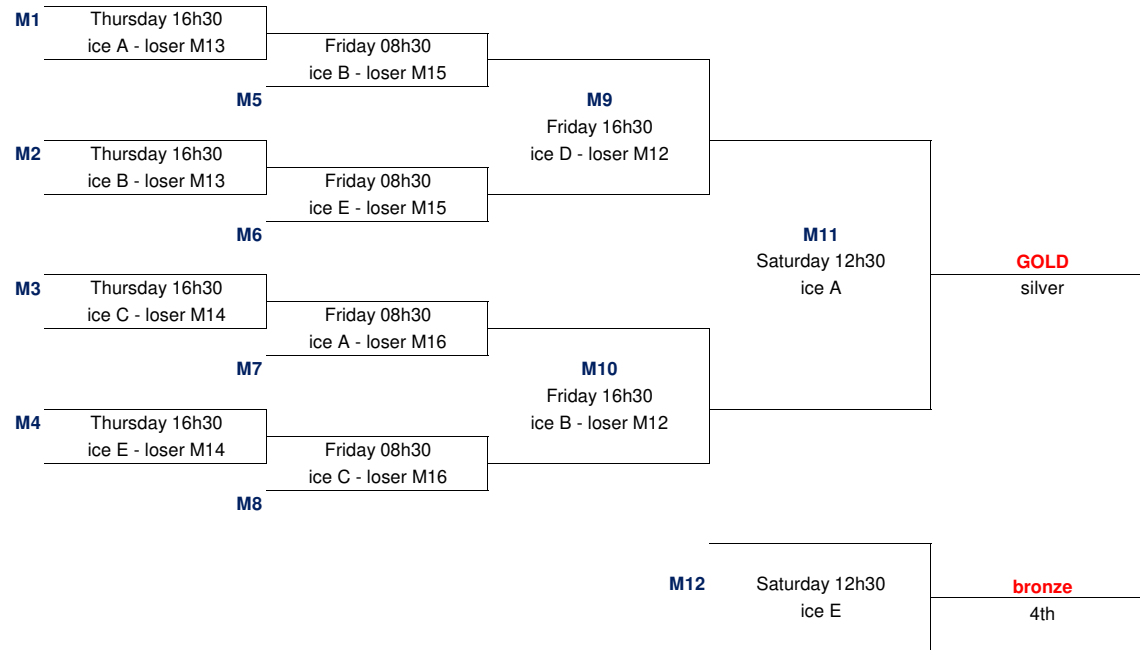 M1
Thursday 16h30
ice A - loser M13
Friday 08h30
ice B - loser M15
M5
M9
Friday 16h30
ice D - loser M12
M2
Thursday 16h30
ice B - loser M13
Friday 08h30
ice E - loser M15
M6
M11
Saturday 12h30
ice A
GOLD
silver
M3
Thursday 16h30
ice C - loser M14
Friday 08h30
ice A - loser M16
M7
M10
Friday 16h30
ice B - loser M12
M4
Thursday 16h30
ice E - loser M14
Friday 08h30
ice C - loser M16
M8
M12
Saturday 12h30
ice E
bronze
4th